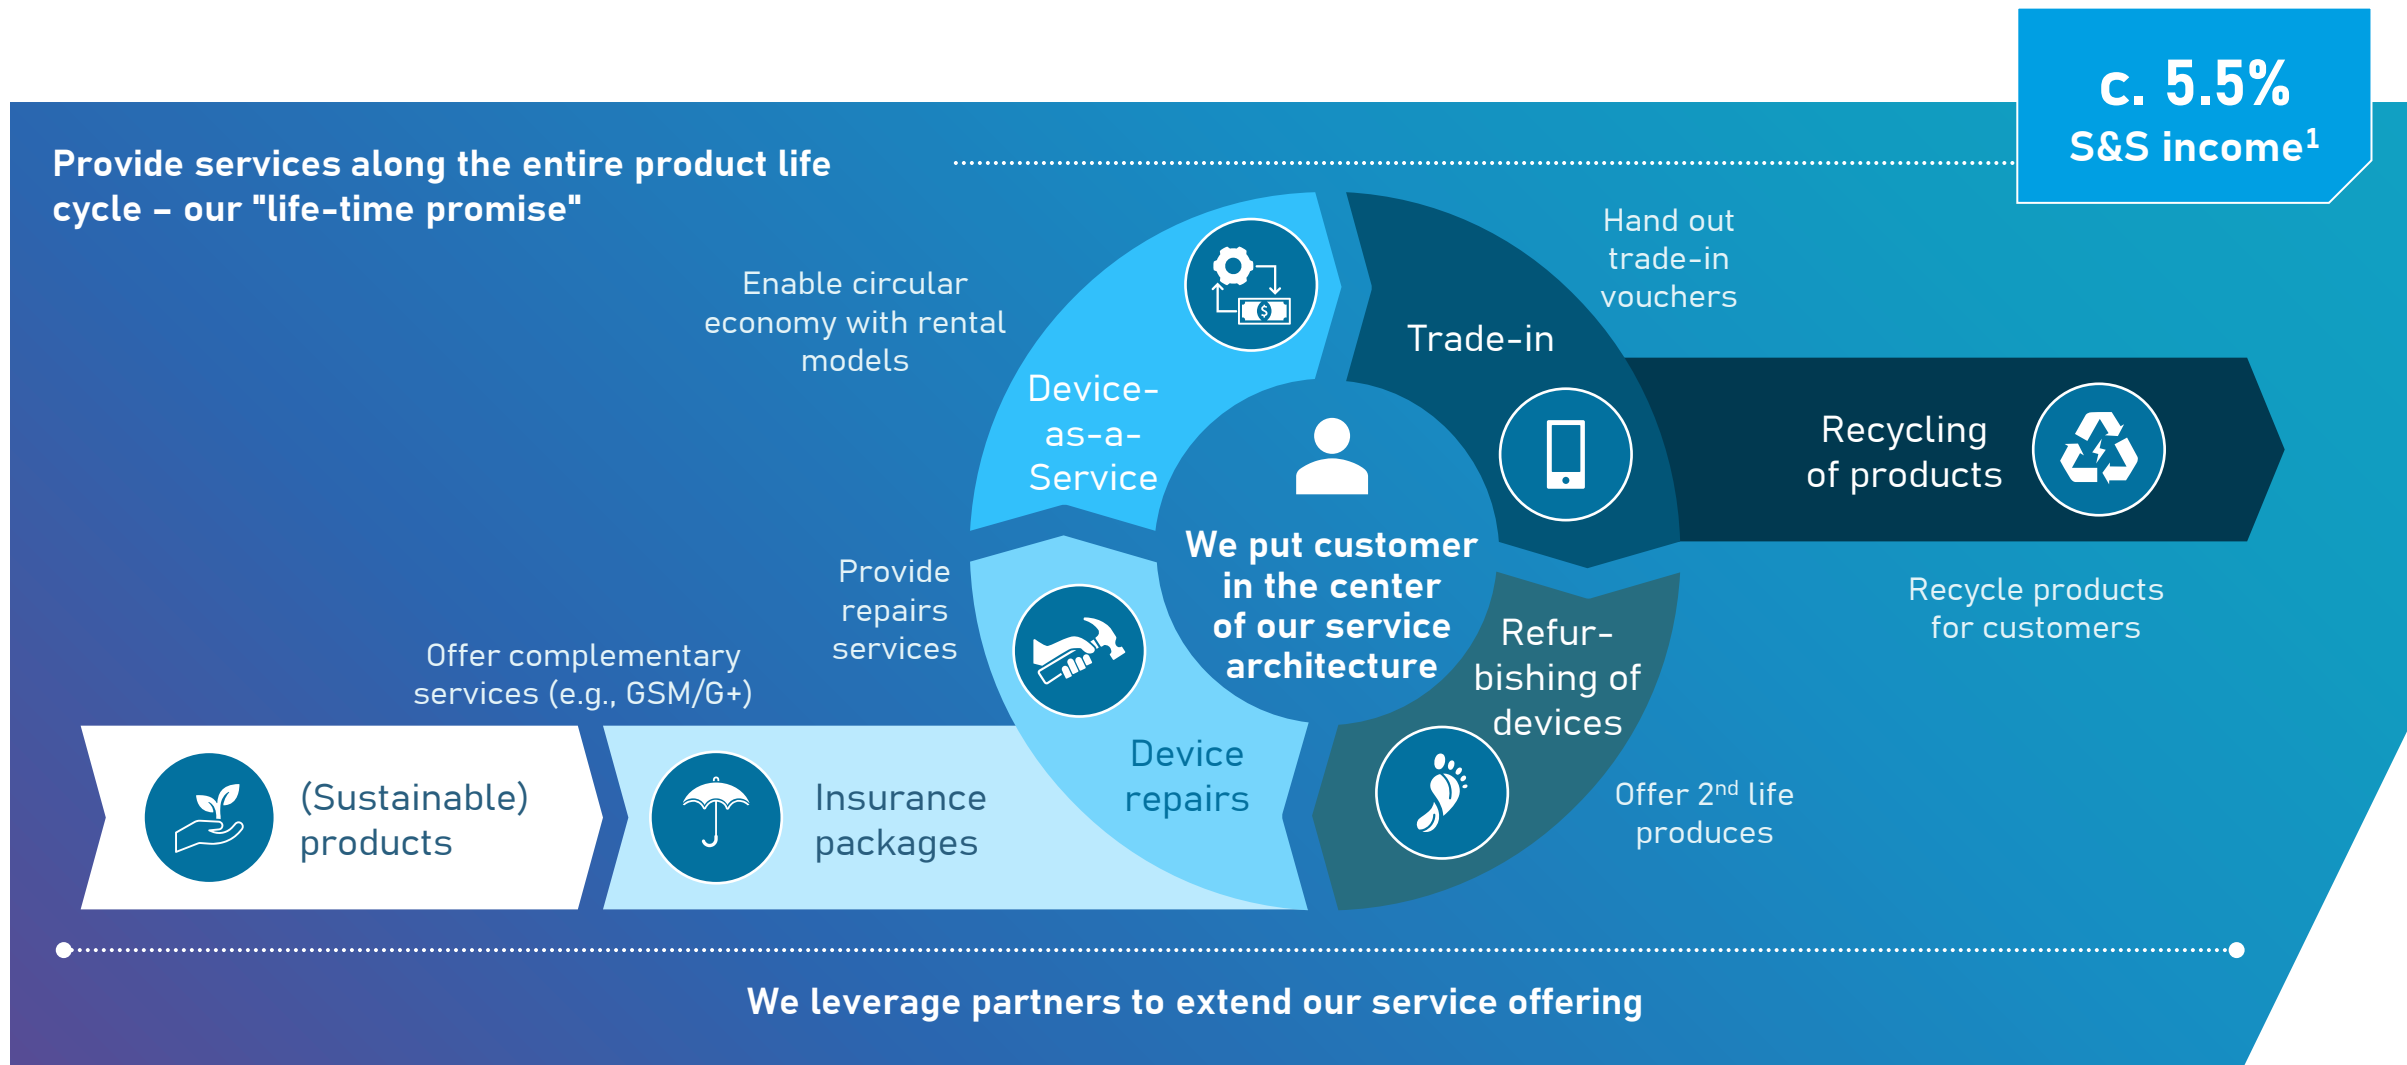 c. 5.5%
S&S income¹
Provide services along the entire product life
cycle – our "life-time promise"
Hand out
trade-in
vouchers
Enable circular
economy with rental
models
Trade-in
Device-
as-a-
Service
Recycling
of products
We put customer
in the center
of our service
architecture
Provide
repairs
services
Recycle products
for customers
Refur-
bishing of
devices
Offer complementary
services (e.g., GSM/G+)
Device
repairs
(Sustainable)
products
Insurance
packages
Offer 2nd life
produces
We leverage partners to extend our service offering